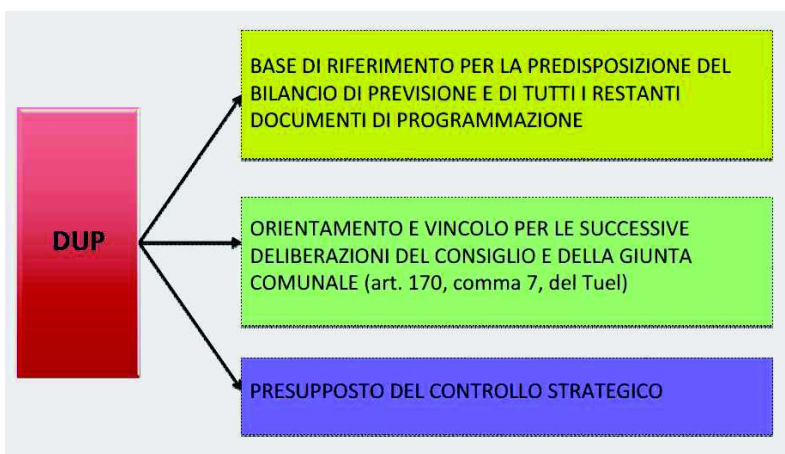 BASE DI RIFERIMENTO PER LA PREDISPOSIZIONE DEL
BILANCIO DI PREVISIONE E DI TUTTI I RESTANTI
DOCUMENTI DI PROGRAMMAZIONE
DUP
ORIENTAMENTO E VINCOLO PER LE SUCCESSIVE
DELIBERAZIONI DEL CONSIGLIO E DELLA GIUNTA
COMUNALE (art. 170, comma 7, del Tuel)
PRESUPPOSTO DEL CONTROLLO STRATEGICO